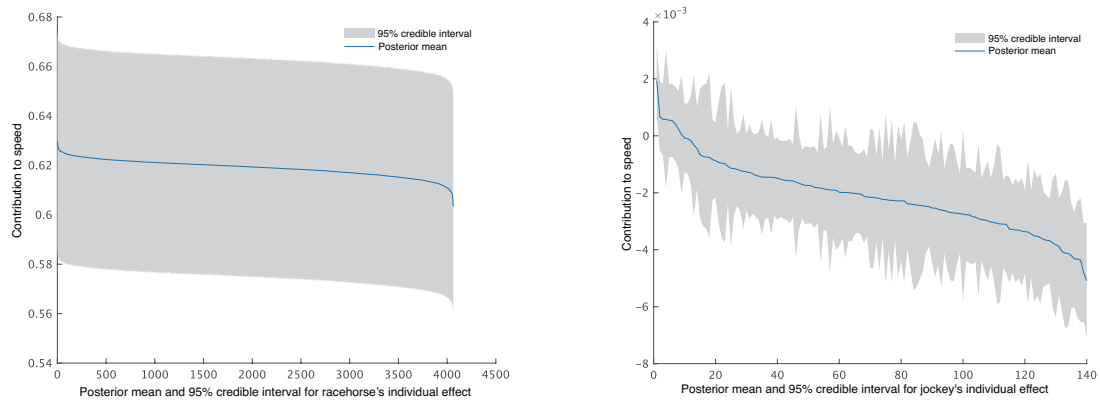 0.68
0.66
0.64
0.62
0.6
0.58
0.56
0.54
Contribution to speed
95% credible interval
Posterior mean
0 500 1000 1500 2000 2500 3000 3500 4000 4500
Posterior mean and 95% credible interval for racehorse's individual effect
×10⁻³
4
2
0
−2
−4
−6
−8
Contribution to speed
95% credible interval
Posterior mean
0 20 40 60 80 100 120 140
Posterior mean and 95% credible interval for jockey's individual effect